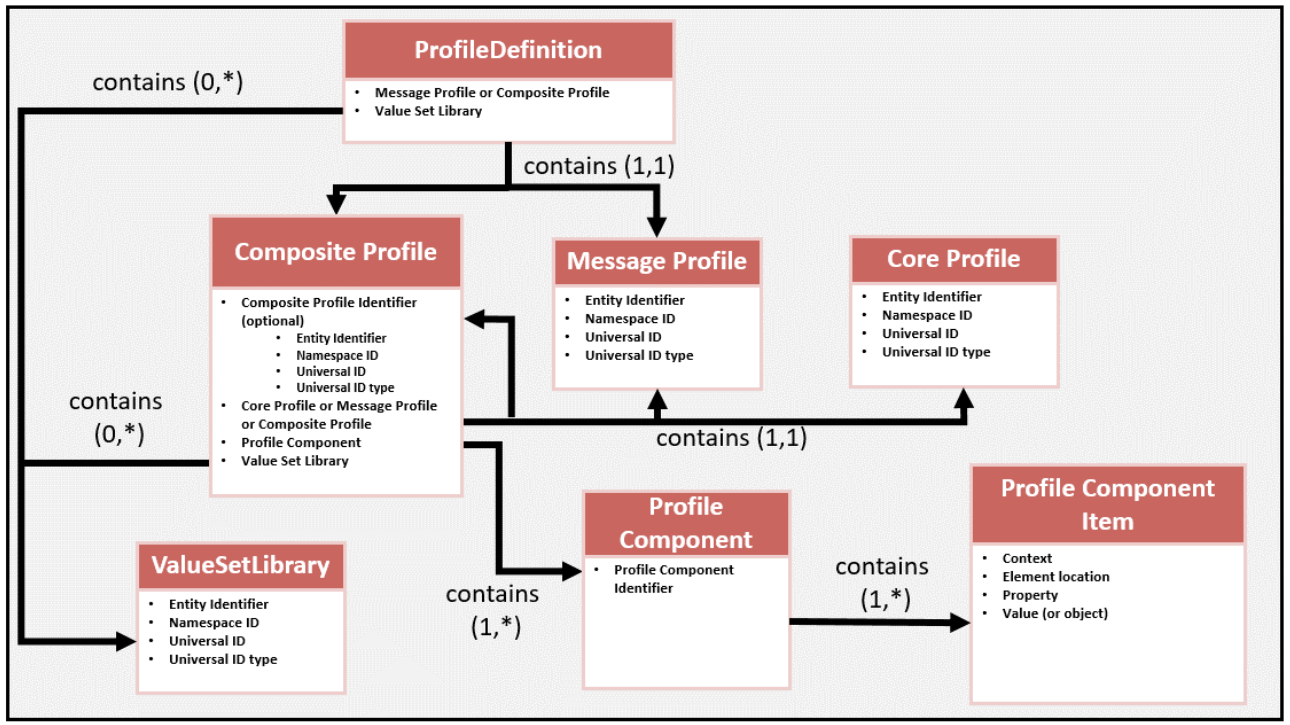 ProfileDefinition
• Message Profile or Composite Profile
• Value Set Library
contains (0,*)
contains (1,1)
Composite Profile
• Composite Profile Identifier
(optional)
• Entity Identifier
• Namespace ID
• Universal ID
• Universal ID type
• Core Profile or Message Profile
or Composite Profile
• Profile Component
• Value Set Library
Message Profile
• Entity Identifier
• Namespace ID
• Universal ID
• Universal ID type
Core Profile
• Entity Identifier
• Namespace ID
• Universal ID
• Universal ID type
contains
(0,*)
contains (1,1)
ValueSetLibrary
• Entity Identifier
• Namespace ID
• Universal ID
• Universal ID type
contains
(1,*)
Profile
Component
• Profile Component
Identifier
contains
(1,*)
Profile Component
Item
• Context
• Element location
• Property
• Value (or object)